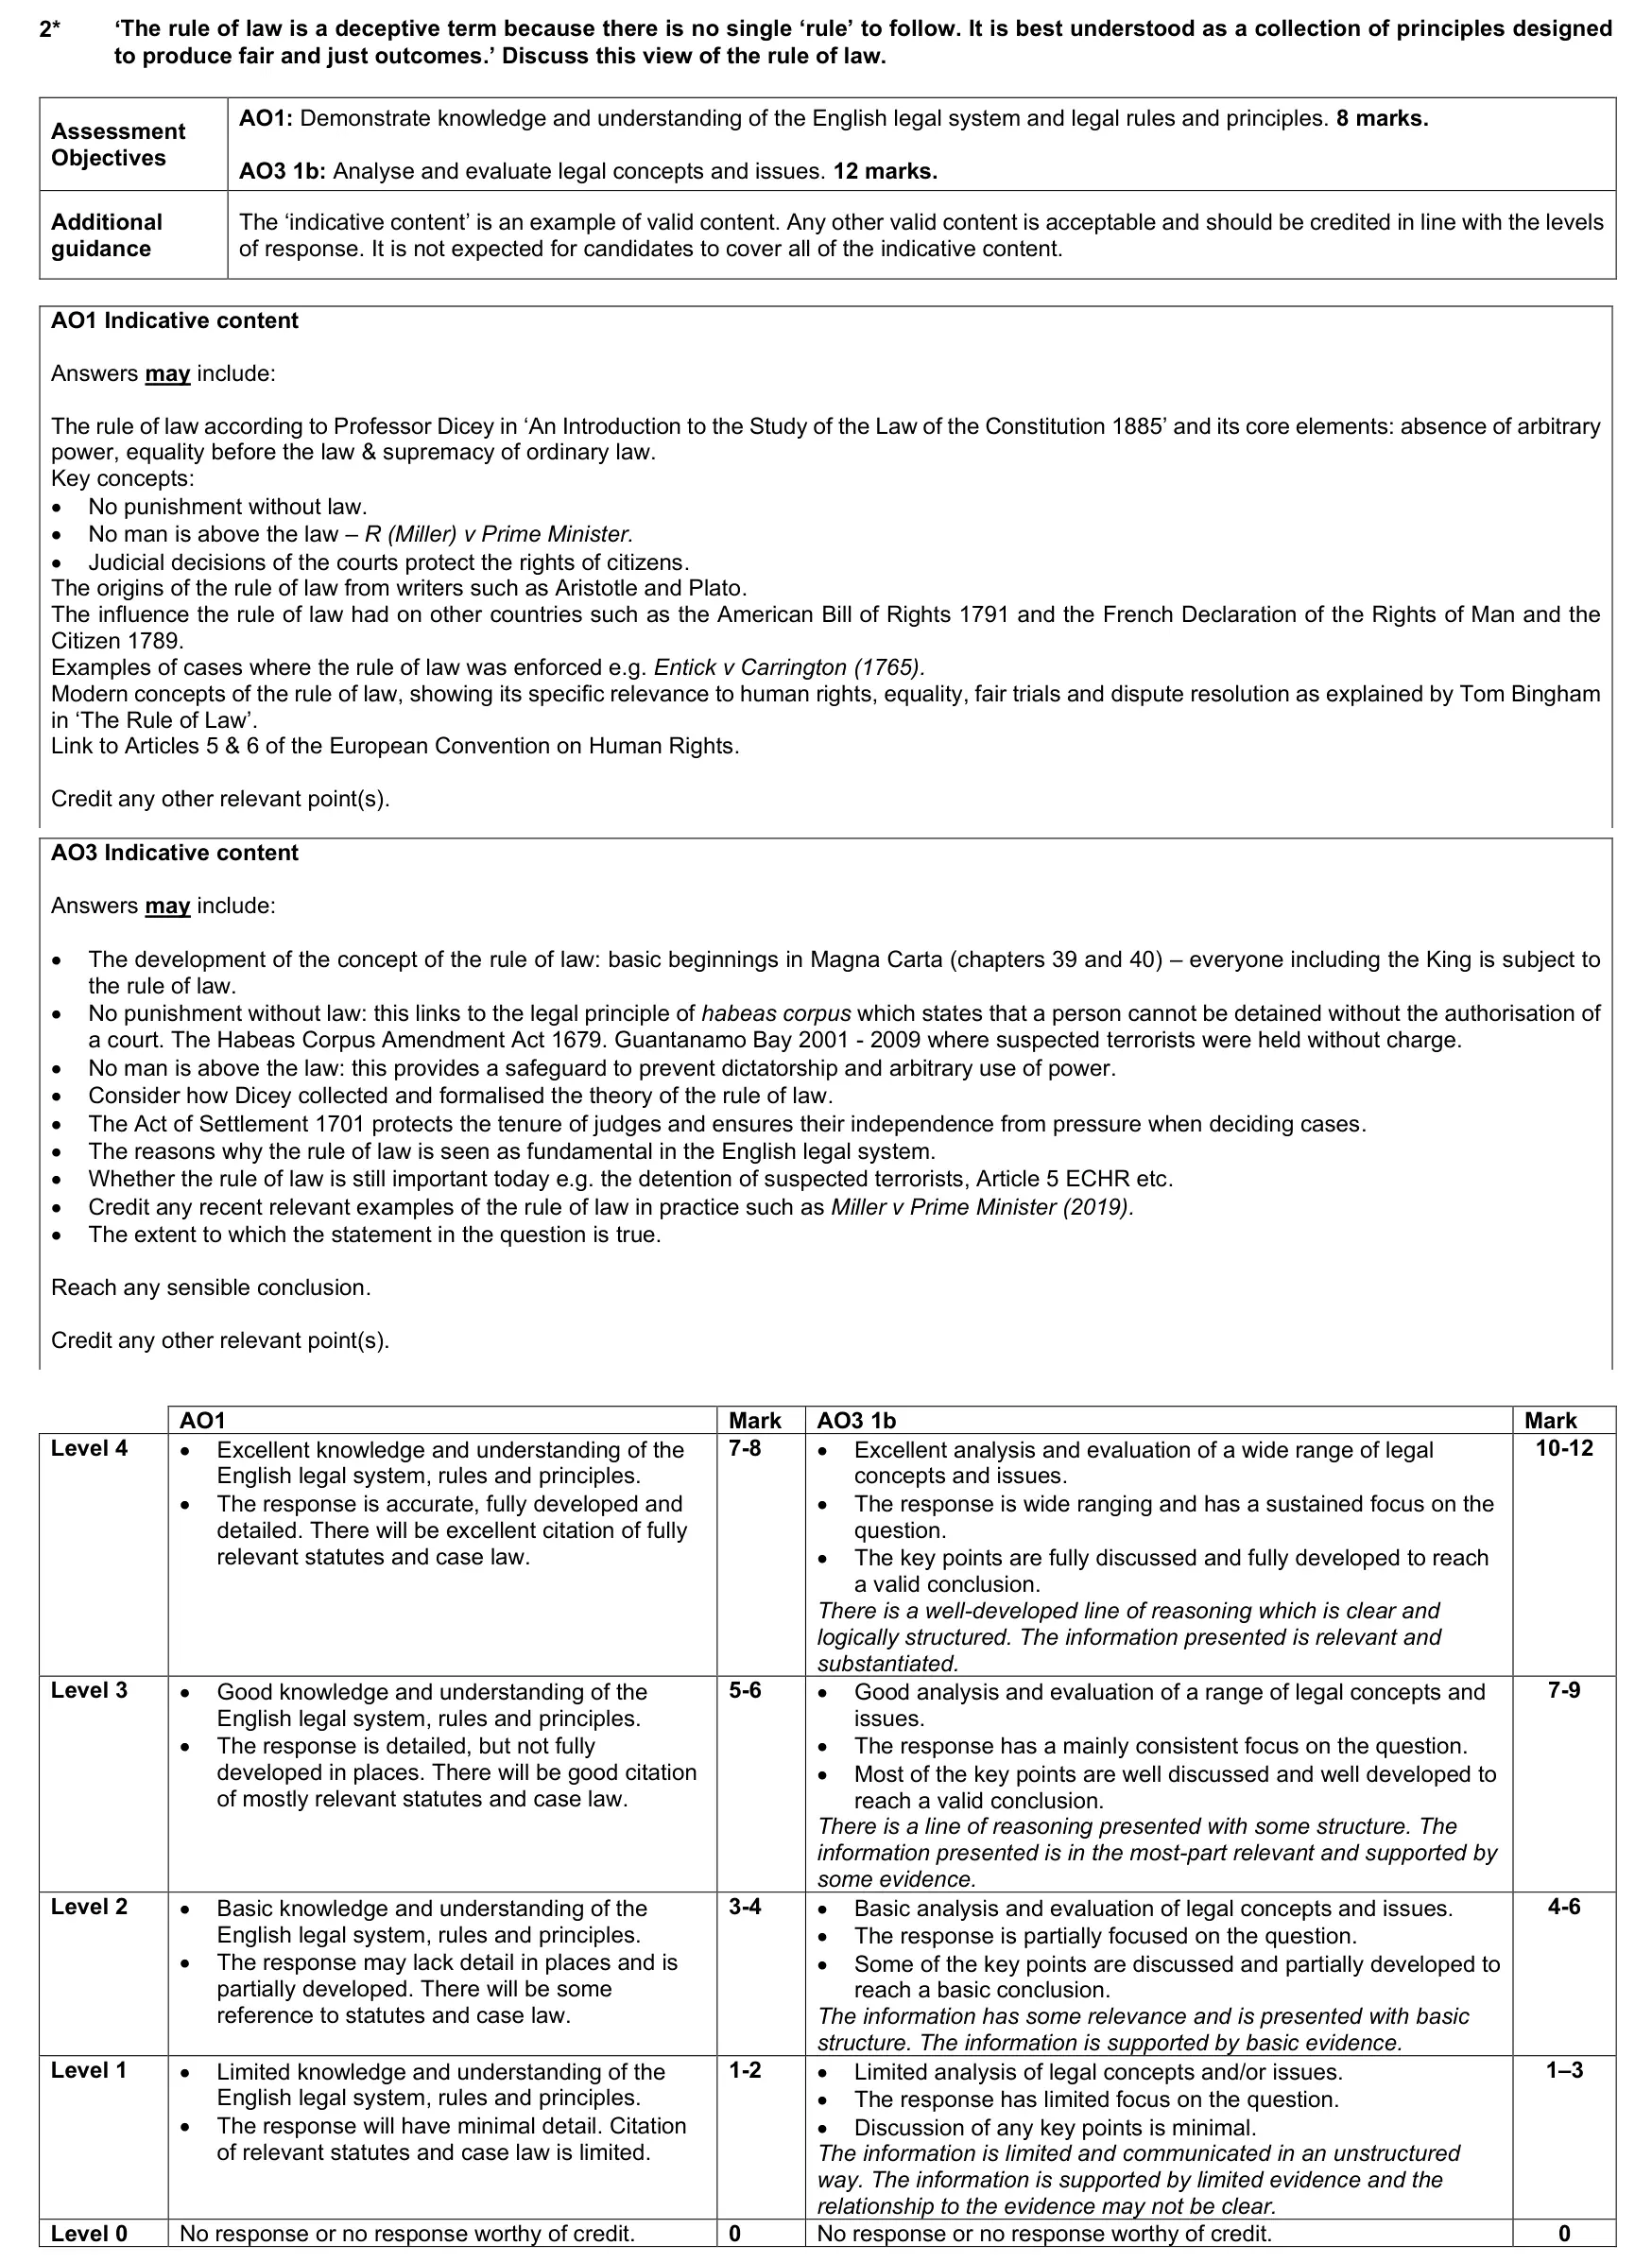 2* ‘The rule of law is a deceptive term because there is no single ‘rule’ to follow. It is best understood as a collection of principles designed
to produce fair and just outcomes.’ Discuss this view of the rule of law.
Assessment
Objectives
AO1: Demonstrate knowledge and understanding of the English legal system and legal rules and principles. 8 marks.
AO3 1b: Analyse and evaluate legal concepts and issues. 12 marks.
Additional
guidance
The ‘indicative content’ is an example of valid content. Any other valid content is acceptable and should be credited in line with the levels
of response. It is not expected for candidates to cover all of the indicative content.
AO1 Indicative content
Answers may include:
The rule of law according to Professor Dicey in ‘An Introduction to the Study of the Law of the Constitution 1885’ and its core elements: absence of arbitrary
power, equality before the law & supremacy of ordinary law.
Key concepts:
• No punishment without law.
• No man is above the law – R (Miller) v Prime Minister.
• Judicial decisions of the courts protect the rights of citizens.
The origins of the rule of law from writers such as Aristotle and Plato.
The influence the rule of law had on other countries such as the American Bill of Rights 1791 and the French Declaration of the Rights of Man and the
Citizen 1789.
Examples of cases where the rule of law was enforced e.g. Entick v Carrington (1765).
Modern concepts of the rule of law, showing its specific relevance to human rights, equality, fair trials and dispute resolution as explained by Tom Bingham
in ‘The Rule of Law’.
Link to Articles 5 & 6 of the European Convention on Human Rights.
Credit any other relevant point(s).
AO3 Indicative content
Answers may include:
• The development of the concept of the rule of law: basic beginnings in Magna Carta (chapters 39 and 40) – everyone including the King is subject to
the rule of law.
• No punishment without law: this links to the legal principle of habeas corpus which states that a person cannot be detained without the authorisation of
a court. The Habeas Corpus Amendment Act 1679. Guantanamo Bay 2001 - 2009 where suspected terrorists were held without charge.
• No man is above the law: this provides a safeguard to prevent dictatorship and arbitrary use of power.
• Consider how Dicey collected and formalised the theory of the rule of law.
• The Act of Settlement 1701 protects the tenure of judges and ensures their independence from pressure when deciding cases.
• The reasons why the rule of law is seen as fundamental in the English legal system.
• Whether the rule of law is still important today e.g. the detention of suspected terrorists, Article 5 ECHR etc.
• Credit any recent relevant examples of the rule of law in practice such as Miller v Prime Minister (2019).
• The extent to which the statement in the question is true.
Reach any sensible conclusion.
Credit any other relevant point(s).
AO1 Mark AO3 1b Mark
Level 4
• Excellent knowledge and understanding of the
English legal system, rules and principles.
• The response is accurate, fully developed and
detailed. There will be excellent citation of fully
relevant statutes and case law.
7-8
• Excellent analysis and evaluation of a wide range of legal
concepts and issues.
• The response is wide ranging and has a sustained focus on the
question.
• The key points are fully discussed and fully developed to reach
a valid conclusion.
There is a well-developed line of reasoning which is clear and
logically structured. The information presented is relevant and
substantiated.
10-12
Level 3
• Good knowledge and understanding of the
English legal system, rules and principles.
• The response is detailed, but not fully
developed in places. There will be good citation
of mostly relevant statutes and case law.
5-6
• Good analysis and evaluation of a range of legal concepts and
issues.
• The response has a mainly consistent focus on the question.
• Most of the key points are well discussed and well developed to
reach a valid conclusion.
There is a line of reasoning presented with some structure. The
information presented is in the most-part relevant and supported by
some evidence.
7-9
Level 2
• Basic knowledge and understanding of the
English legal system, rules and principles.
• The response may lack detail in places and is
partially developed. There will be some
reference to statutes and case law.
3-4
• Basic analysis and evaluation of legal concepts and issues.
• The response is partially focused on the question.
• Some of the key points are discussed and partially developed to
reach a basic conclusion.
The information has some relevance and is presented with basic
structure. The information is supported by basic evidence.
4-6
Level 1
• Limited knowledge and understanding of the
English legal system, rules and principles.
• The response will have minimal detail. Citation
of relevant statutes and case law is limited.
1-2
• Limited analysis of legal concepts and/or issues.
• The response has limited focus on the question.
• Discussion of any key points is minimal.
The information is limited and communicated in an unstructured
way. The information is supported by limited evidence and the
relationship to the evidence may not be clear.
1–3
Level 0
No response or no response worthy of credit.
0
No response or no response worthy of credit.
0